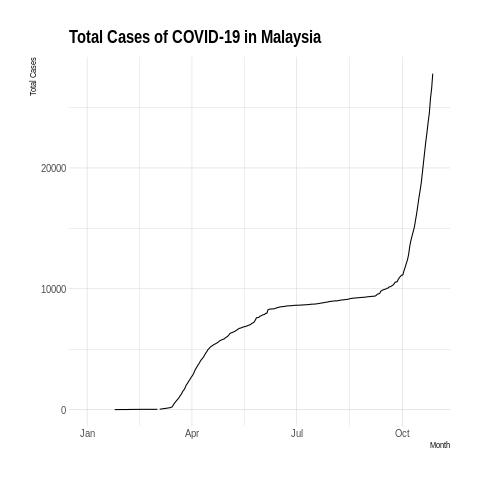 Total Cases of COVID-19 in Malaysia
Total Cases
20000
10000
0
Jan Apr Jul Oct
Month